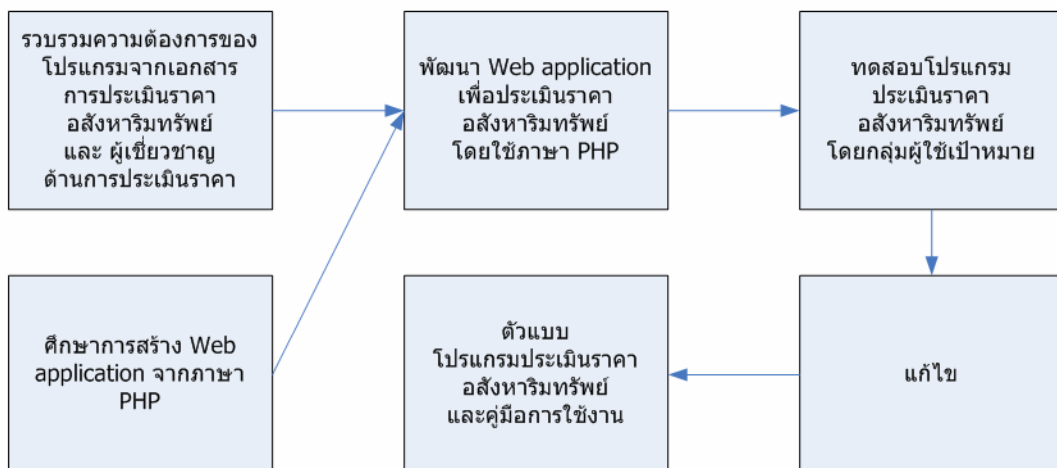 รวบรวมความต้องการของ
โปรแกรมจากเอกสาร
การประเมินราคา
อสังหาริมทรัพย์
และ ผู้เชี่ยวชาญ
ด้านการประเมินราคา
พัฒนา Web application
เพื่อประเมินราคา
อสังหาริมทรัพย์
โดยใช้ภาษา PHP
ทดสอบโปรแกรม
ประเมินราคา
อสังหาริมทรัพย์
โดยกลุ่มผู้ใช้เป้าหมาย
ศึกษาการสร้าง Web
application จากภาษา
PHP
ตัวแบบ
โปรแกรมประเมินราคา
อสังหาริมทรัพย์
และคู่มือการใช้งาน
แก้ไข